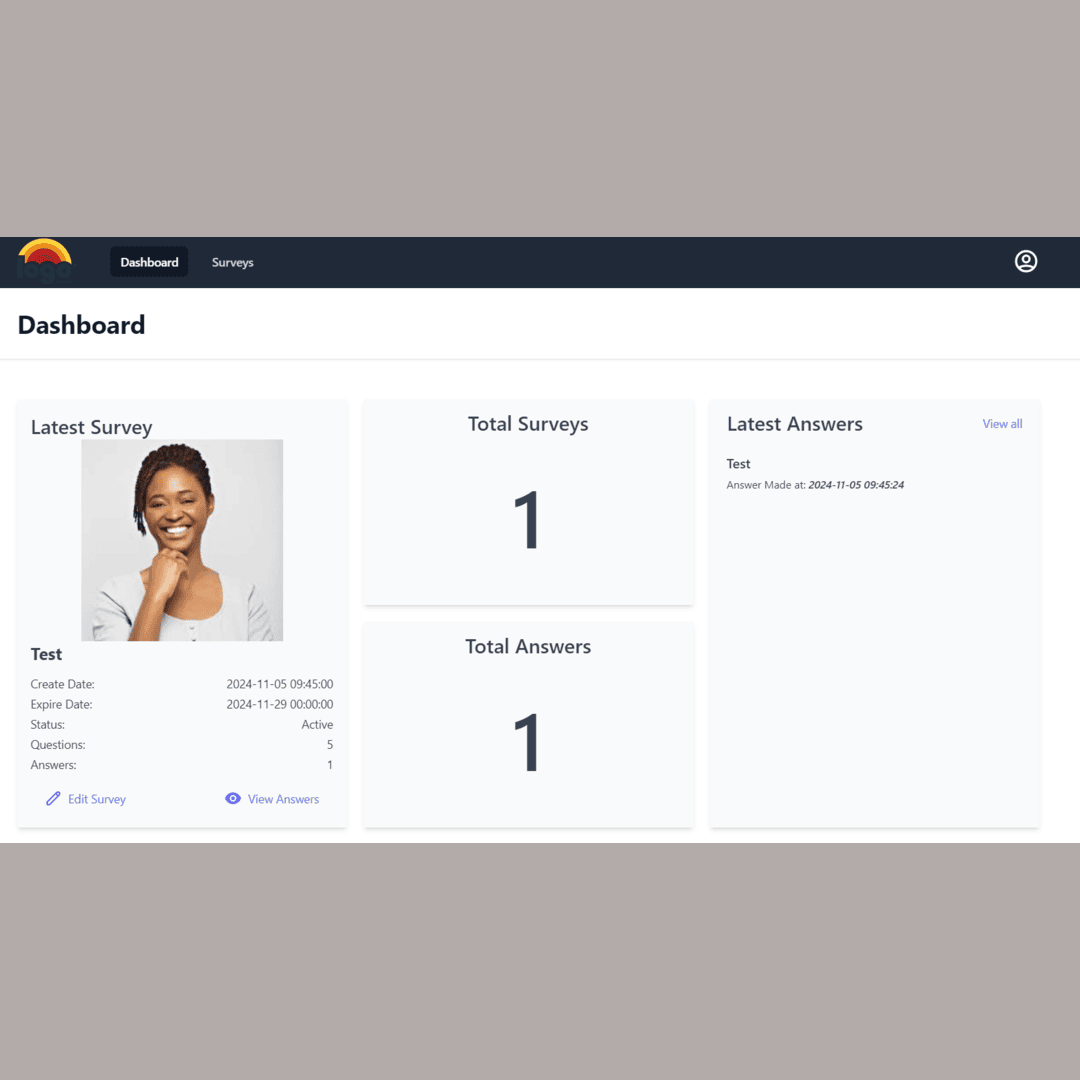 logo
Dashboard
Surveys
Dashboard
Latest Survey
Test
Create Date: 2024-11-05 09:45:00
Expire Date: 2024-11-29 00:00:00
Status: Active
Questions: 5
Answers: 1
Edit Survey
View Answers
Total Surveys
1
Total Answers
1
Latest Answers
View all
Test
Answer Made at: 2024-11-05 09:45:24